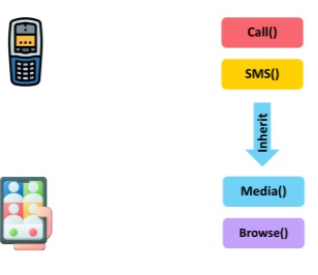 Call()
SMS()
Inherit
Media()
Browse()